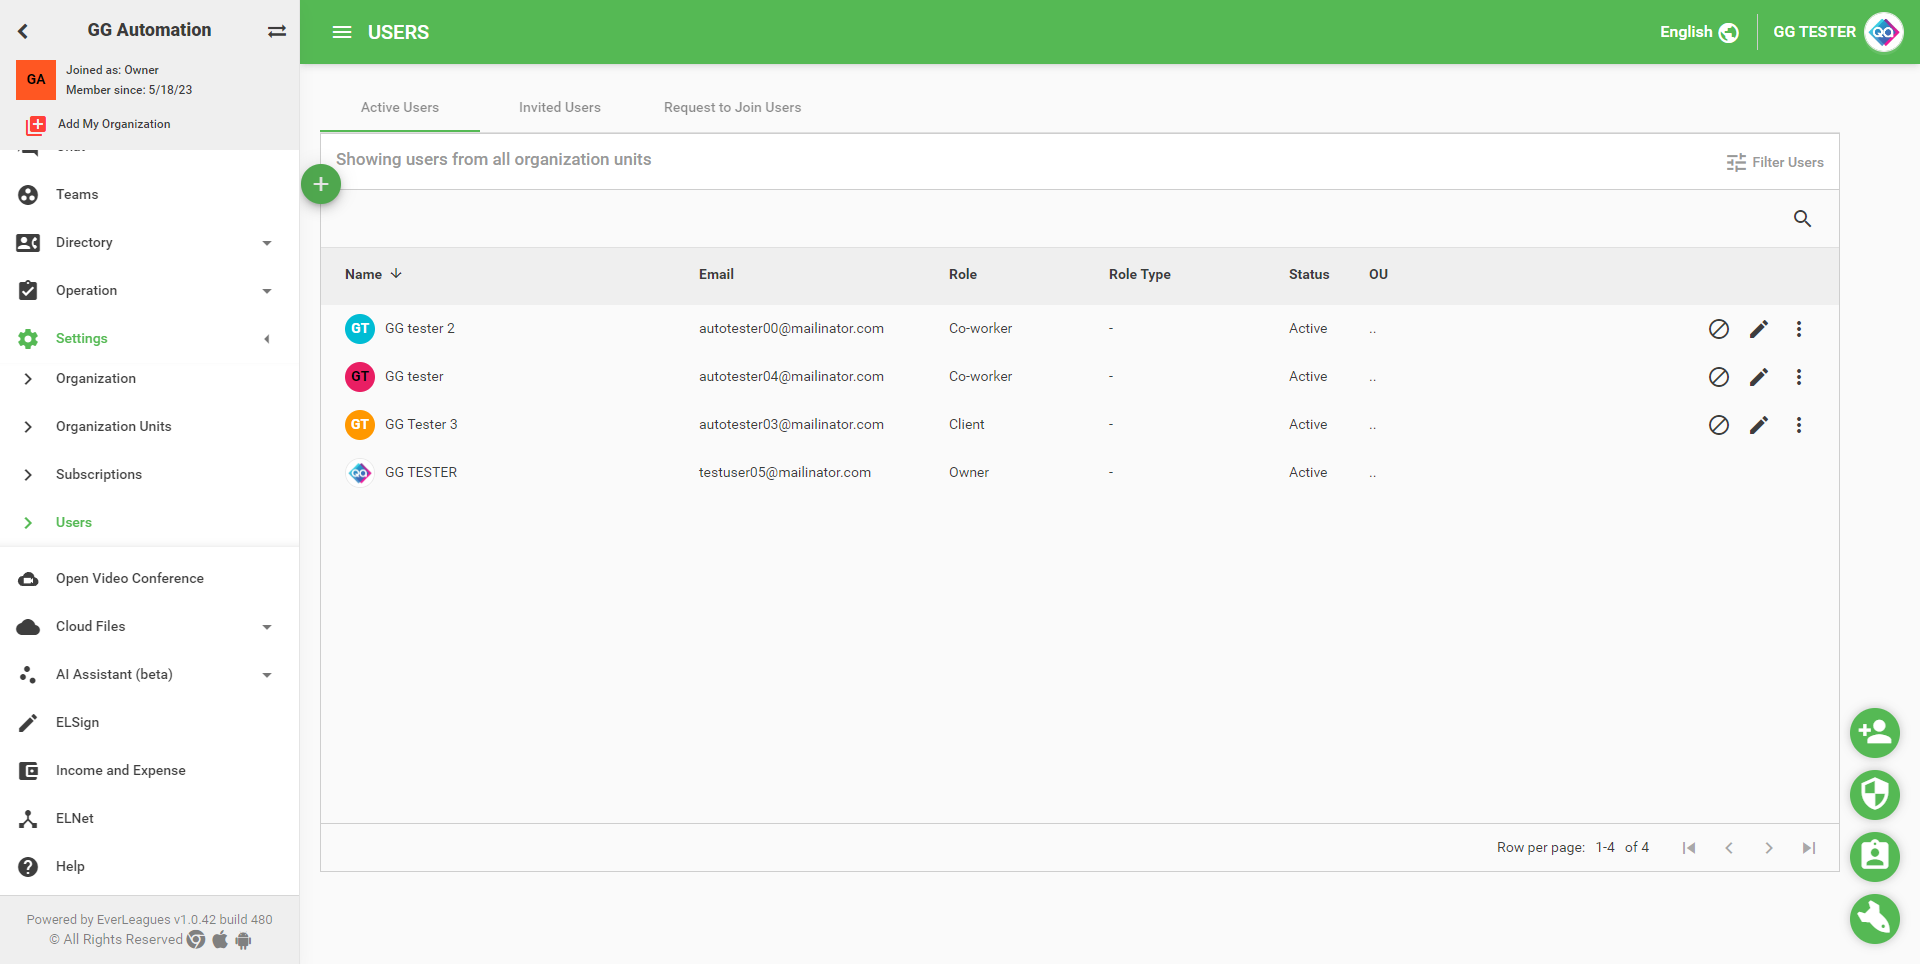 GG Automation
GA
Joined as: Owner
Member since: 5/18/23
Add My Organization
Teams
Directory
Operation
Settings
Organization
Organization Units
Subscriptions
Users
Open Video Conference
Cloud Files
AI Assistant (beta)
ELSign
Income and Expense
ELNet
Help
Powered by EverLeagues v1.0.42 build 480
© All Rights Reserved
USERS
English
GG TESTER
QA
Active Users
Invited Users
Request to Join Users
Showing users from all organization units
Filter Users
Name Email Role Role Type Status OU
GT GG tester 2 autotester00@mailinator.com Co-worker - Active ..
GT GG tester autotester04@mailinator.com Co-worker - Active ..
GT GG Tester 3 autotester03@mailinator.com Client - Active ..
QA GG TESTER testuser05@mailinator.com Owner - Active ..
Row per page: 1-4 of 4